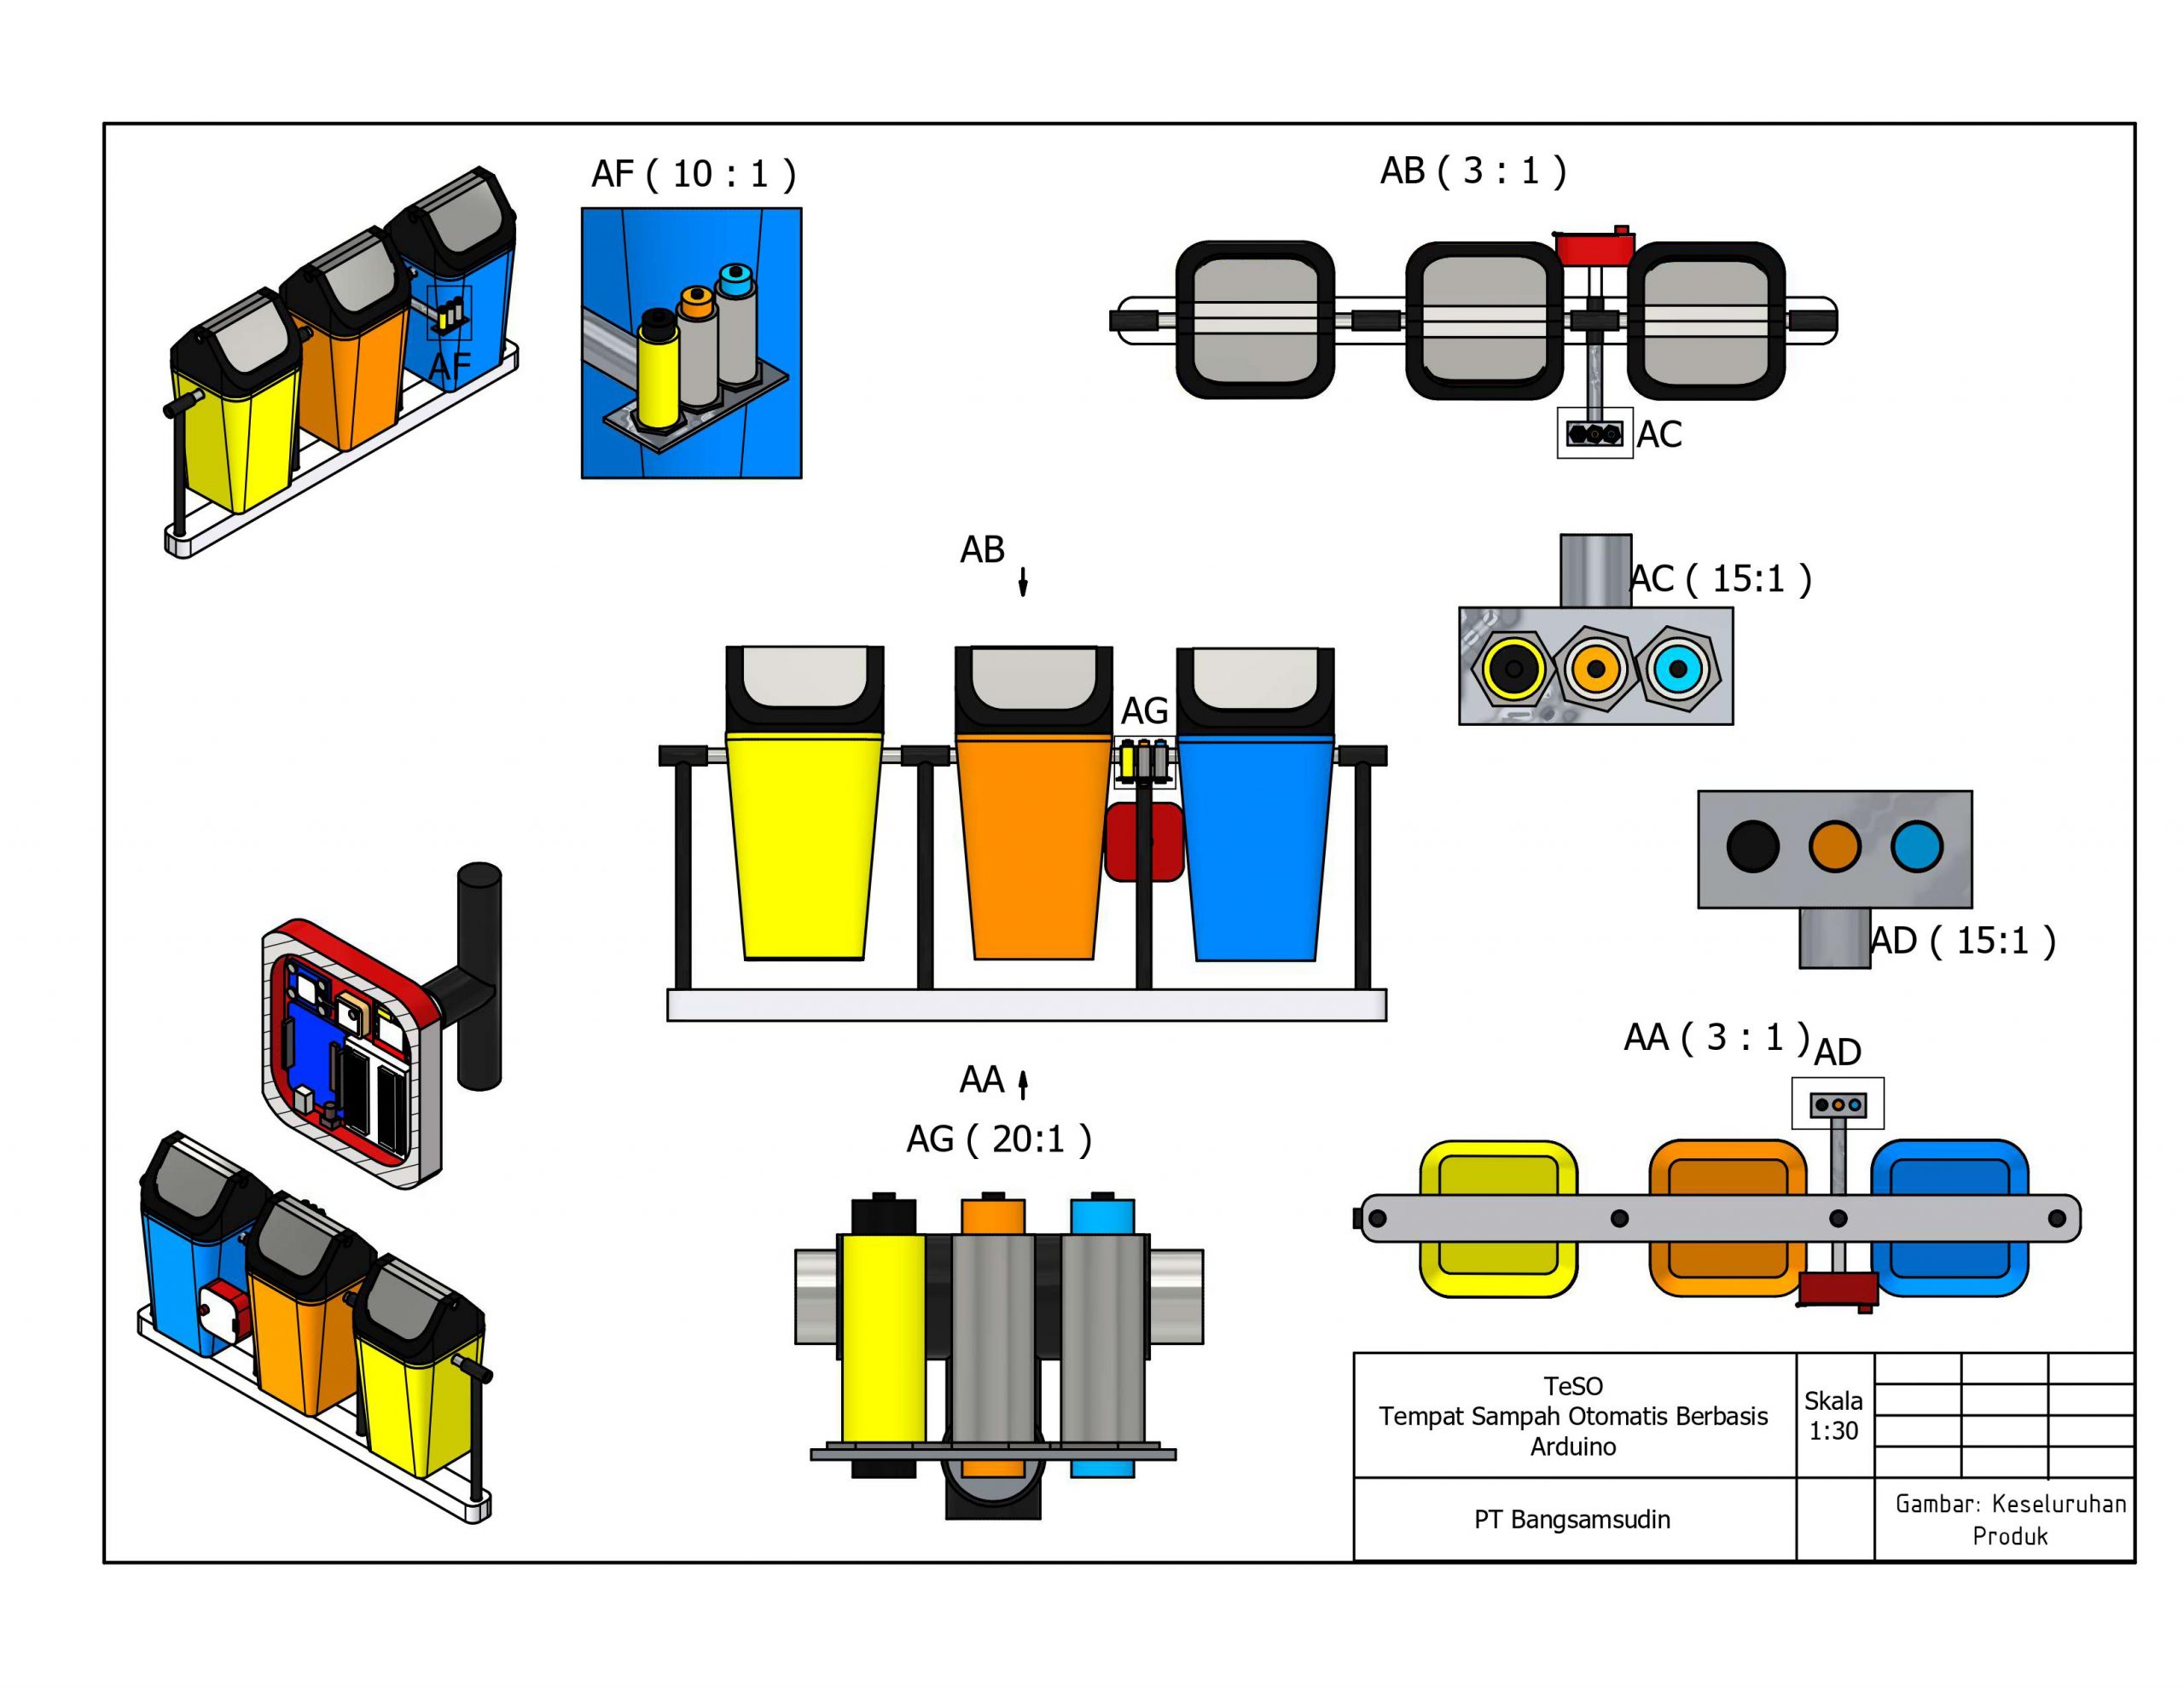 AF ( 10 : 1 )
AB ( 3 : 1 )
AF
AC
AB
AC ( 15:1 )
AG
AD ( 15:1 )
AA ( 3 : 1 )
AD
AA
AG ( 20:1 )
TeSO
Tempat Sampah Otomatis Berbasis
Arduino
Skala
1:30
PT Bangsamsudin
Gambar: Keseluruhan
Produk